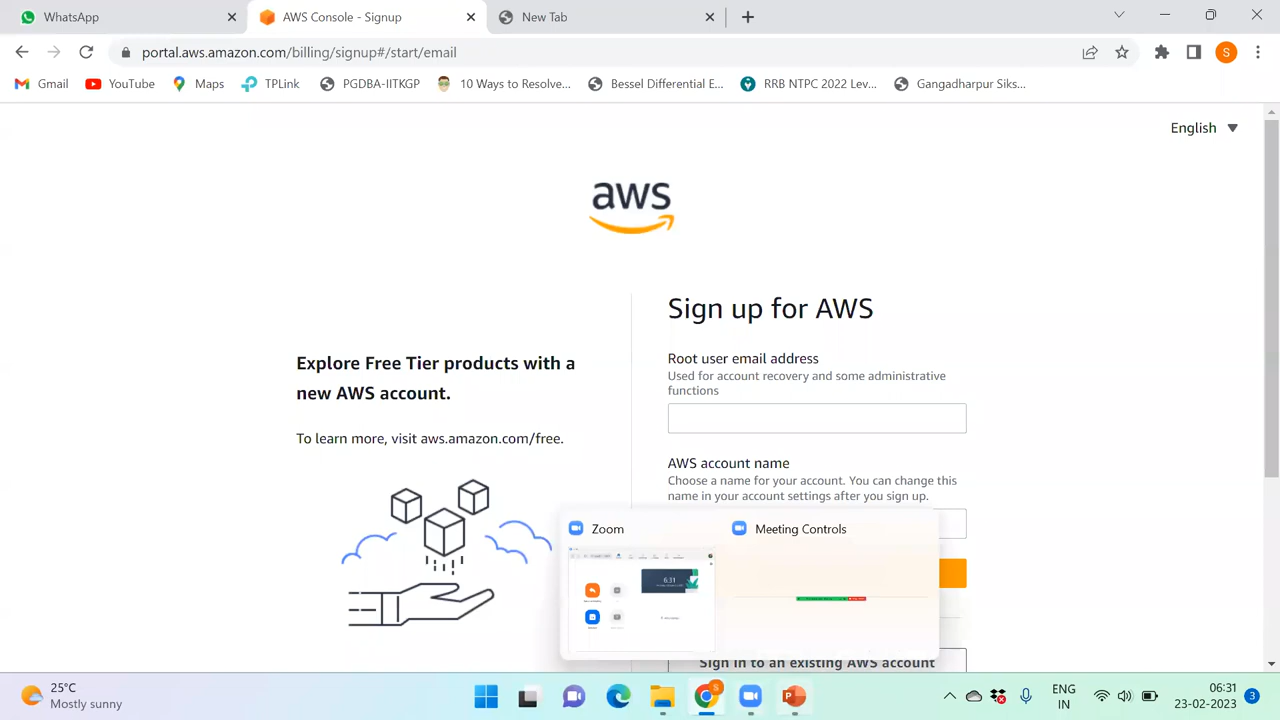 WhatsApp
AWS Console - Signup
New Tab
portal.aws.amazon.com/billing/signup#/start/email
S
Gmail
YouTube
Maps
TPLink
PGDBA-IITKGP
10 Ways to Resolve...
Bessel Differential E...
RRB NTPC 2022 Lev...
Gangadharpur Siks...
English
aws
Explore Free Tier products with a
new AWS account.
To learn more, visit aws.amazon.com/free.
Sign up for AWS
Root user email address
Used for account recovery and some administrative
functions
AWS account name
Choose a name for your account. You can change this
name in your account settings after you sign up.
Zoom
Meeting Controls
6:31
Sign in to an existing AWS account
25°C
Mostly sunny
S
ENG
IN
06:31
23-02-2023
3